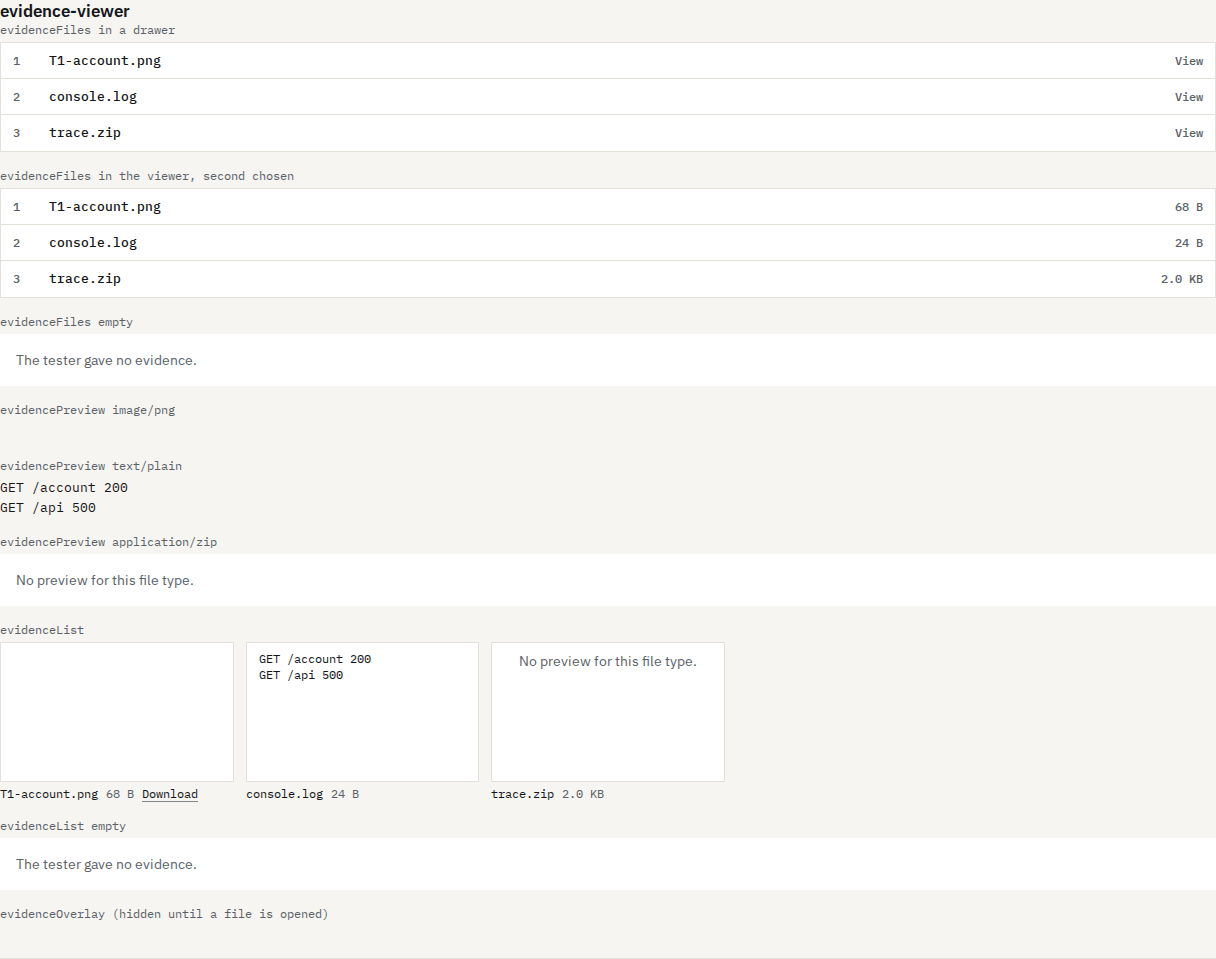 evidence-viewer
evidenceFiles in a drawer
1 T1-account.png View
2 console.log View
3 trace.zip View
evidenceFiles in the viewer, second chosen
1 T1-account.png 68 B
2 console.log 24 B
3 trace.zip 2.0 KB
evidenceFiles empty
The tester gave no evidence.
evidencePreview image/png
evidencePreview text/plain
GET /account 200
GET /api 500
evidencePreview application/zip
No preview for this file type.
evidenceList
GET /account 200
GET /api 500
No preview for this file type.
T1-account.png 68 B Download
console.log 24 B
trace.zip 2.0 KB
evidenceList empty
The tester gave no evidence.
evidenceOverlay (hidden until a file is opened)